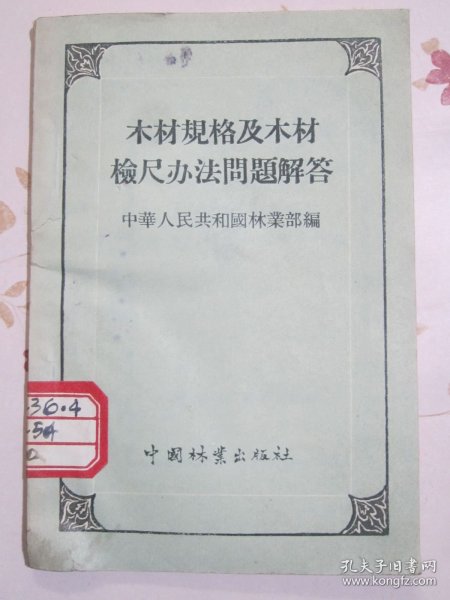 木材規格及木材
檢尺办法問題解答
中華人民共和國林業部編
36.4
54
中國林業出版社
孔夫子旧书网
www.kongfz.com